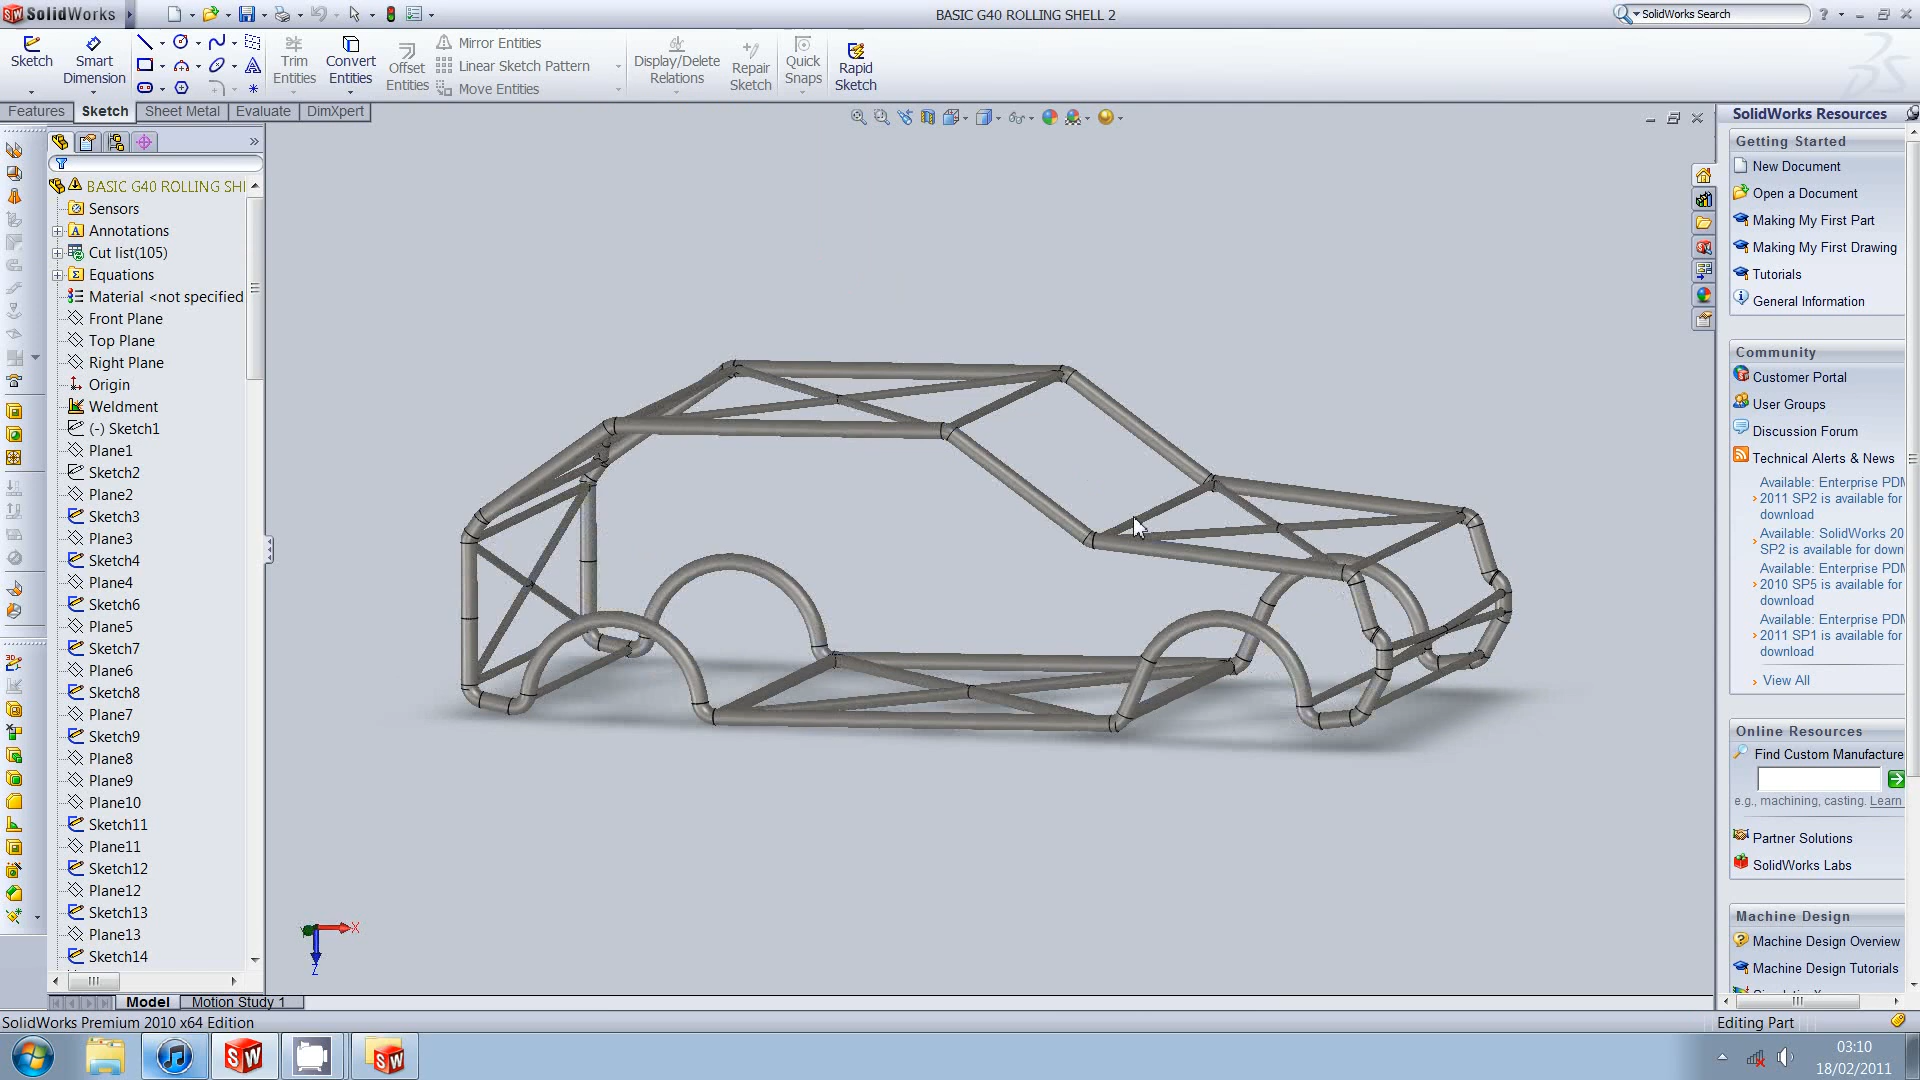 SolidWorks
BASIC G40 ROLLING SHELL 2
SolidWorks Search
Sketch
Smart Dimension
Trim Entities
Convert Entities
Offset Entities
Mirror Entities
Linear Sketch Pattern
Move Entities
Display/Delete Relations
Repair Sketch
Quick Snaps
Rapid Sketch
Features
Sketch
Sheet Metal
Evaluate
DimXpert
BASIC G40 ROLLING SHE
Sensors
Annotations
Cut list(105)
Equations
Material <not specified
Front Plane
Top Plane
Right Plane
Origin
Weldment
(-) Sketch1
Plane1
Sketch2
Plane2
Sketch3
Plane3
Sketch4
Plane4
Sketch6
Plane5
Sketch7
Plane6
Sketch8
Plane7
Sketch9
Plane8
Plane9
Plane10
Sketch11
Plane11
Sketch12
Plane12
Sketch13
Plane13
Sketch14
X
Y
Z
SolidWorks Resources
Getting Started
New Document
Open a Document
Making My First Part
Making My First Drawing
Tutorials
General Information
Community
Customer Portal
User Groups
Discussion Forum
Technical Alerts & News
Available: Enterprise PDM
2011 SP2 is available for
download
Available: SolidWorks 20
SP2 is available for down
Available: Enterprise PDM
2010 SP5 is available for
download
Available: Enterprise PDM
2011 SP1 is available for
download
View All
Online Resources
Find Custom Manufacture
e.g., machining, casting. Learn
Partner Solutions
SolidWorks Labs
Machine Design
Machine Design Overview
Machine Design Tutorials
Model
Motion Study 1
SolidWorks Premium 2010 x64 Edition
Editing Part
03:10
18/02/2011